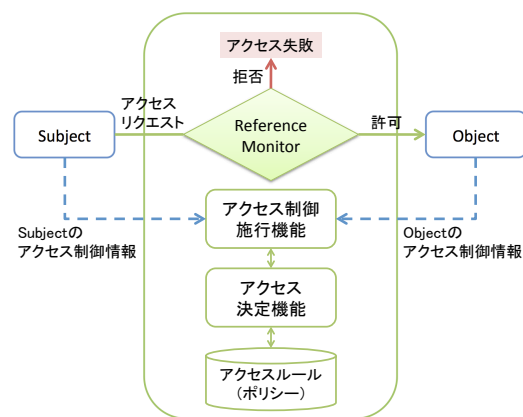 アクセス失敗
拒否
アクセス
リクエスト
Subject
Reference
Monitor
許可
Object
アクセス制御
施行機能
Subjectの
アクセス制御情報
Objectの
アクセス制御情報
アクセス
決定機能
アクセスルール
(ポリシー)